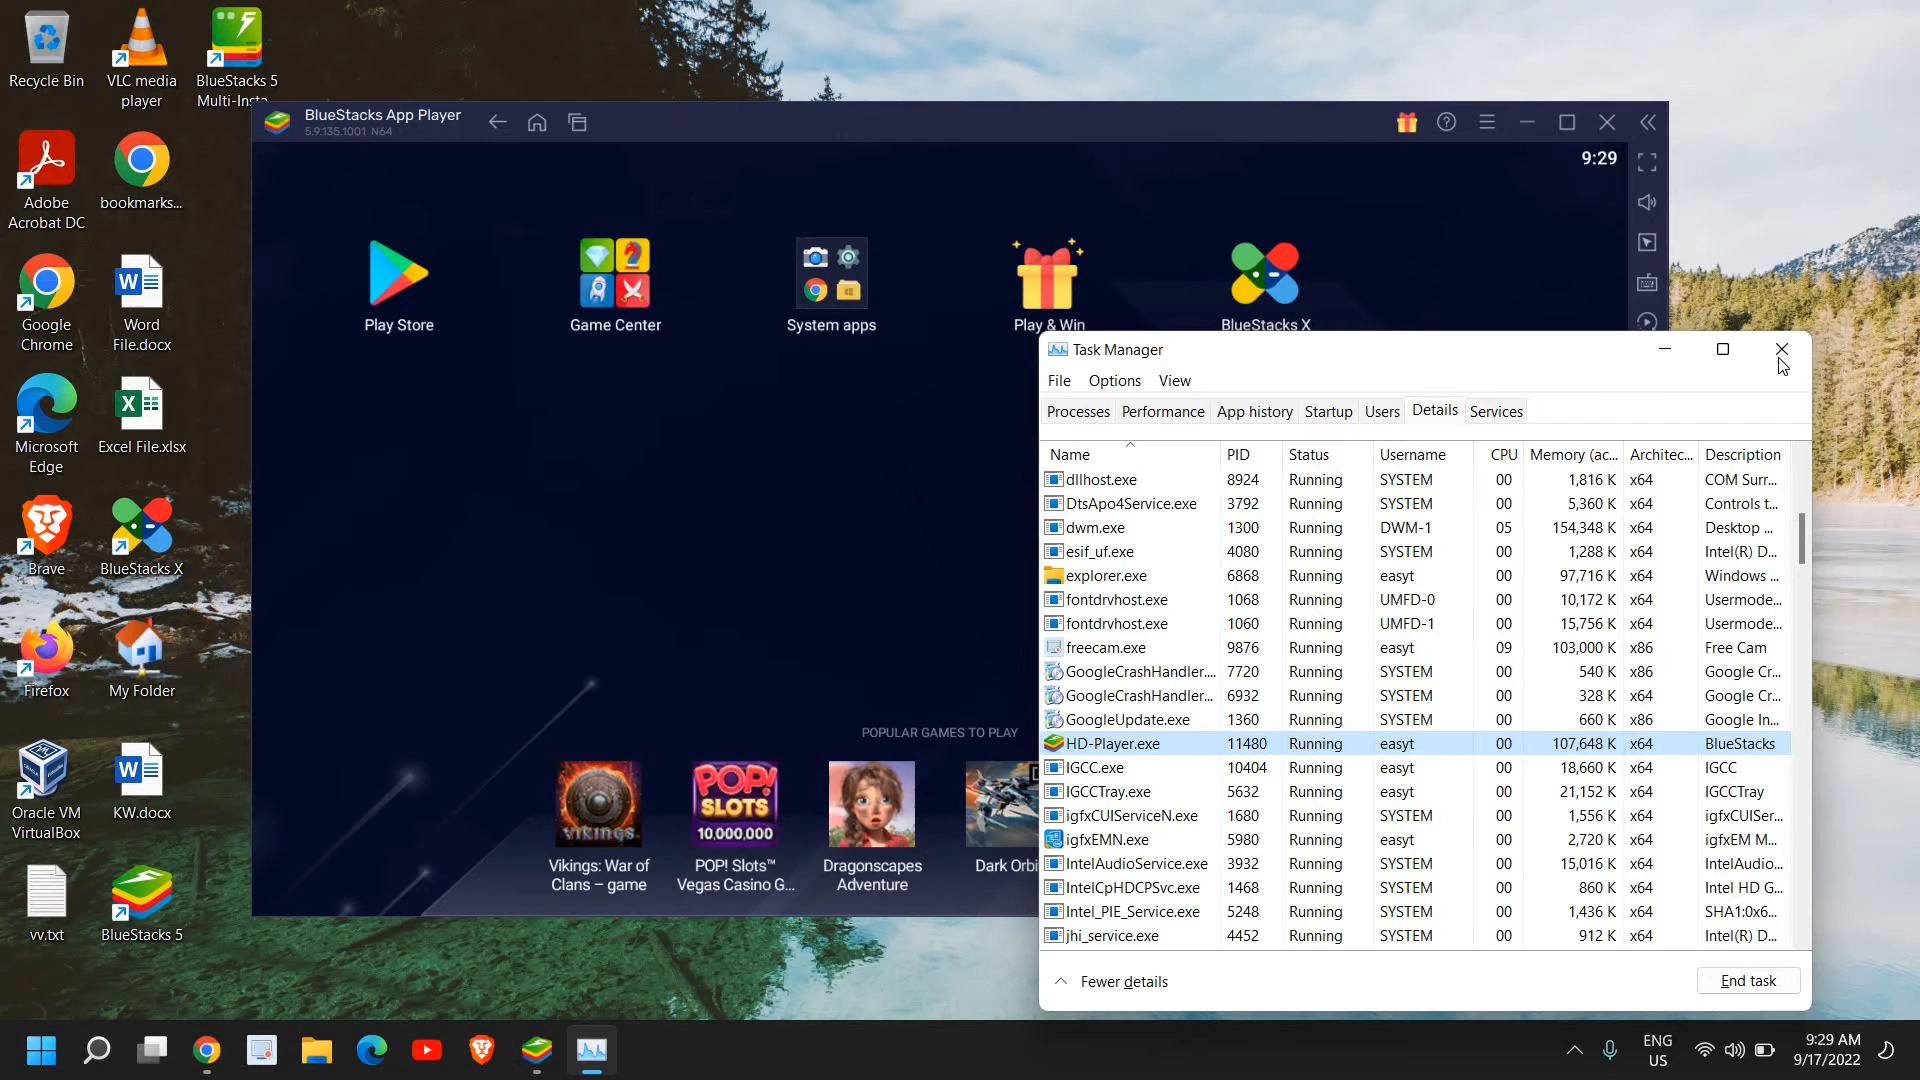 Recycle Bin
VLC media
player
BlueStacks 5
Multi-Insta...
Adobe
Acrobat DC
bookmarks...
Google
Chrome
Word
File.docx
Microsoft
Edge
Excel File.xlsx
Brave
BlueStacks X
Firefox
My Folder
Oracle VM
VirtualBox
KW.docx
vv.txt
BlueStacks 5
BlueStacks App Player
5.9.135.1001 N64
9:29
Play Store
Game Center
System apps
Play & Win
BlueStacks X
POPULAR GAMES TO PLAY
VIKINGS
POP!
SLOTS
10,000,000
Vikings: War of
Clans – game
POP! Slots™
Vegas Casino G...
Dragonscapes
Adventure
Dark Orbi
Task Manager
File Options View
Processes Performance App history Startup Users Details Services
Name PID Status Username CPU Memory (ac... Architec... Description
dllhost.exe 8924 Running SYSTEM 00 1,816 K x64 COM Surr...
DtsApo4Service.exe 3792 Running SYSTEM 00 5,360 K x64 Controls t...
dwm.exe 1300 Running DWM-1 05 154,348 K x64 Desktop ...
esif_uf.exe 4080 Running SYSTEM 00 1,288 K x64 Intel(R) D...
explorer.exe 6868 Running easyt 00 97,716 K x64 Windows ...
fontdrvhost.exe 1068 Running UMFD-0 00 10,172 K x64 Usermode...
fontdrvhost.exe 1060 Running UMFD-1 00 15,756 K x64 Usermode...
freecam.exe 9876 Running easyt 09 103,000 K x86 Free Cam
GoogleCrashHandler.... 7720 Running SYSTEM 00 540 K x86 Google Cr...
GoogleCrashHandler... 6932 Running SYSTEM 00 328 K x64 Google Cr...
GoogleUpdate.exe 1360 Running SYSTEM 00 660 K x86 Google In...
HD-Player.exe 11480 Running easyt 00 107,648 K x64 BlueStacks
IGCC.exe 10404 Running easyt 00 18,660 K x64 IGCC
IGCCTray.exe 5632 Running easyt 00 21,152 K x64 IGCCTray
igfxCUIServiceN.exe 1680 Running SYSTEM 00 1,556 K x64 igfxCUISer...
igfxEMN.exe 5980 Running easyt 00 2,720 K x64 igfxEM M...
IntelAudioService.exe 3932 Running SYSTEM 00 15,016 K x64 IntelAudio...
IntelCpHDCPSvc.exe 1468 Running SYSTEM 00 860 K x64 Intel HD G...
Intel_PIE_Service.exe 5248 Running SYSTEM 00 1,436 K x64 SHA1:0x6...
jhi_service.exe 4452 Running SYSTEM 00 912 K x64 Intel(R) D...
Fewer details
End task
ENG
US
9:29 AM
9/17/2022